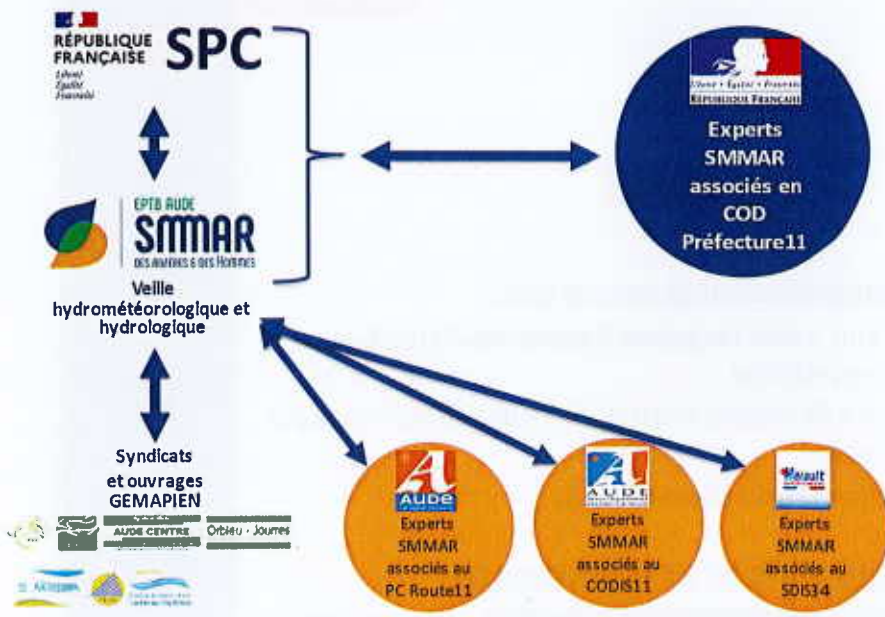 RÉPUBLIQUE
FRANÇAISE
Liberté
Égalité
Fraternité
SPC
Liberté • Égalité • Fraternité
RÉPUBLIQUE FRANÇAISE
Experts
SMMAR
associés en
COD
Préfecture11
EPTB AUDE
SMMAR
DES RIVIÈRES & DES HOMMES
Veille
hydrométéorologique et
hydrologique
Syndicats
et ouvrages
GEMAPIEN
AUDE CENTRE
Orbieu - Jourres
AUDE
Experts
SMMAR
associés au
PC Route11
AUDE
Experts
SMMAR
associés au
CODIS11
Hérault
Experts
SMMAR
associés au
SDIS34